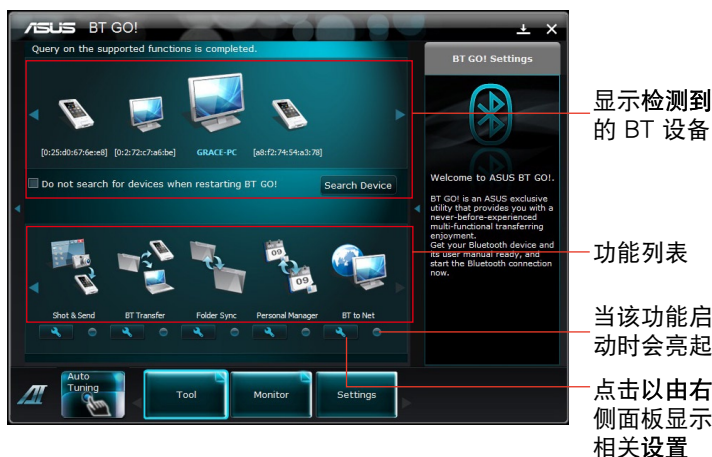 ASUS BT GO!
Query on the supported functions is completed.
[0:25:d0:67:6e:e8] [0:2:72:c7:a6:be] GRACE-PC [a8:f2:74:54:a3:78]
Do not search for devices when restarting BT GO!
Search Device
09
09
Shot & Send BT Transfer Folder Sync Personal Manager BT to Net
BT GO! Settings
Welcome to ASUS BT GO!.
BT GO! is an ASUS exclusive
utility that provides you with a
never-before-experienced
multi-functional transferring
enjoyment.
Get your Bluetooth device and
its user manual ready, and
start the Bluetooth connection
now.
Auto
Tuning
Tool
Monitor
Settings
显示检测到
的 BT 设备
功能列表
当该功能启
动时会亮起
点击以由右
侧面板显示
相关设置